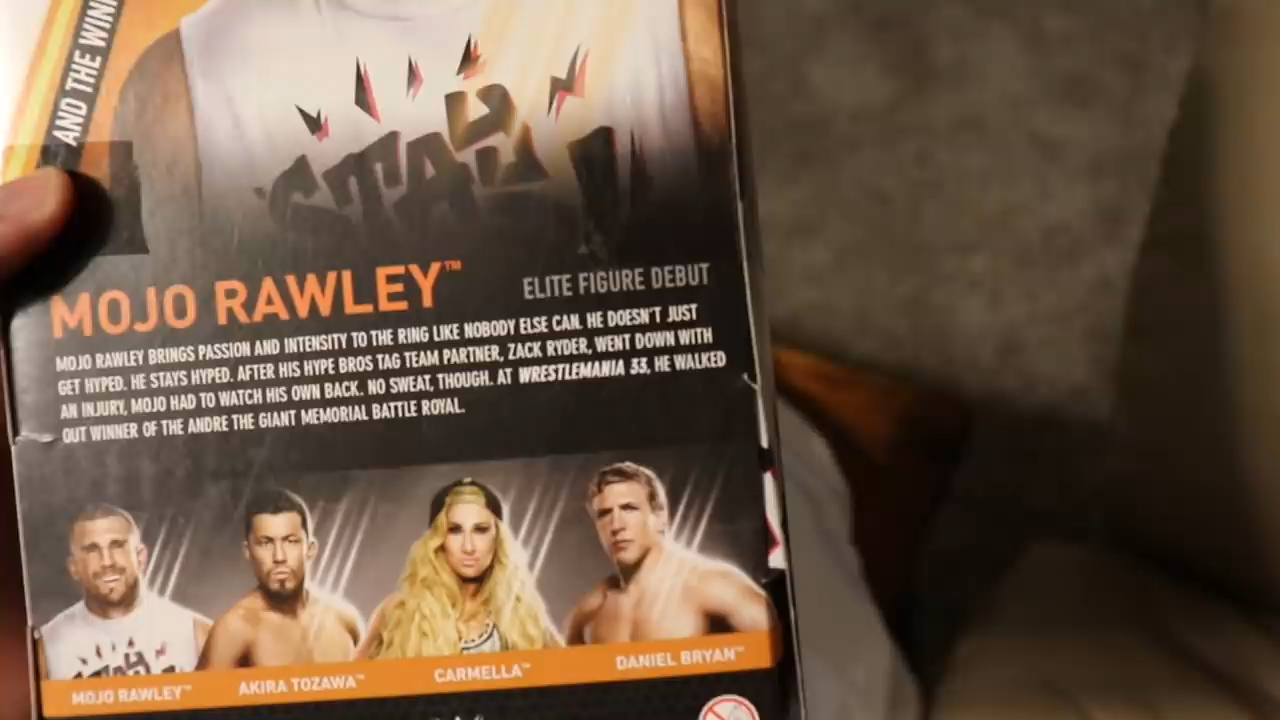 AND THE WIN
STAY
MOJO RAWLEY™
ELITE FIGURE DEBUT
MOJO RAWLEY BRINGS PASSION AND INTENSITY TO THE RING LIKE NOBODY ELSE CAN. HE DOESN'T JUST
GET HYPED. HE STAYS HYPED. AFTER HIS HYPE BROS TAG TEAM PARTNER, ZACK RYDER, WENT DOWN WITH
AN INJURY, MOJO HAD TO WATCH HIS OWN BACK. NO SWEAT, THOUGH. AT WRESTLEMANIA 33, HE WALKED
OUT WINNER OF THE ANDRE THE GIANT MEMORIAL BATTLE ROYAL.
STAY
MOJO RAWLEY™
AKIRA TOZAWA™
CARMELLA™
DANIEL BRYAN™